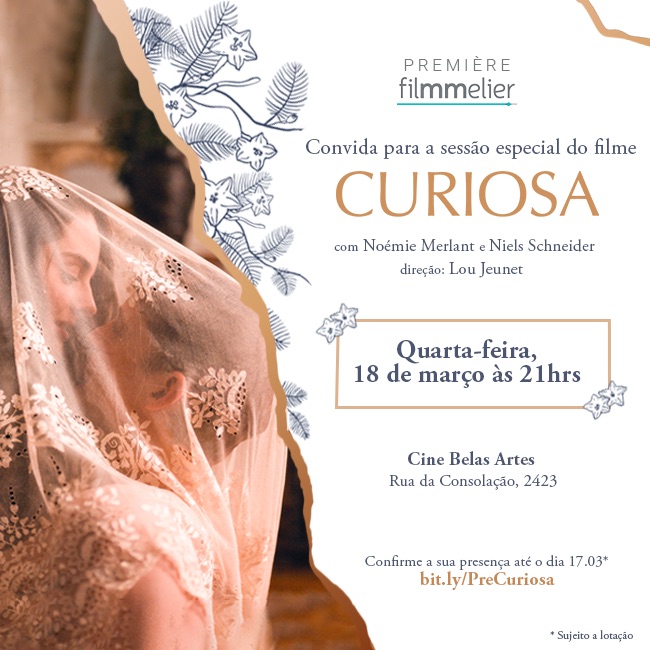 PREMIÈRE
filmmelier
Convida para a sessão especial do filme
CURIOSA
com Noémie Merlant e Niels Schneider
direção: Lou Jeunet
Quarta-feira,
18 de março às 21hrs
Cine Belas Artes
Rua da Consolação, 2423
Confirme a sua presença até o dia 17.03*
bit.ly/PreCuriosa
* Sujeito a lotação